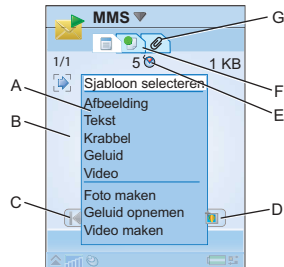 MMS
G
1/1
5
1 KB
F
E
A
B
Sjabloon selecteren
Afbeelding
Tekst
Krabbel
Geluid
Video
Foto maken
Geluid opnemen
Video maken
C
D